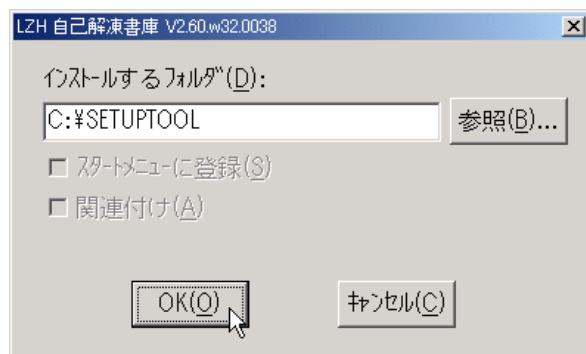 LZH 自己解凍書庫 V2.60.w32.0038
インストールするフォルダ(D):
C:¥SETUPTOOL
参照(B)...
スタートメニューに登録(S)
関連付け(A)
OK(O)
キャンセル(C)